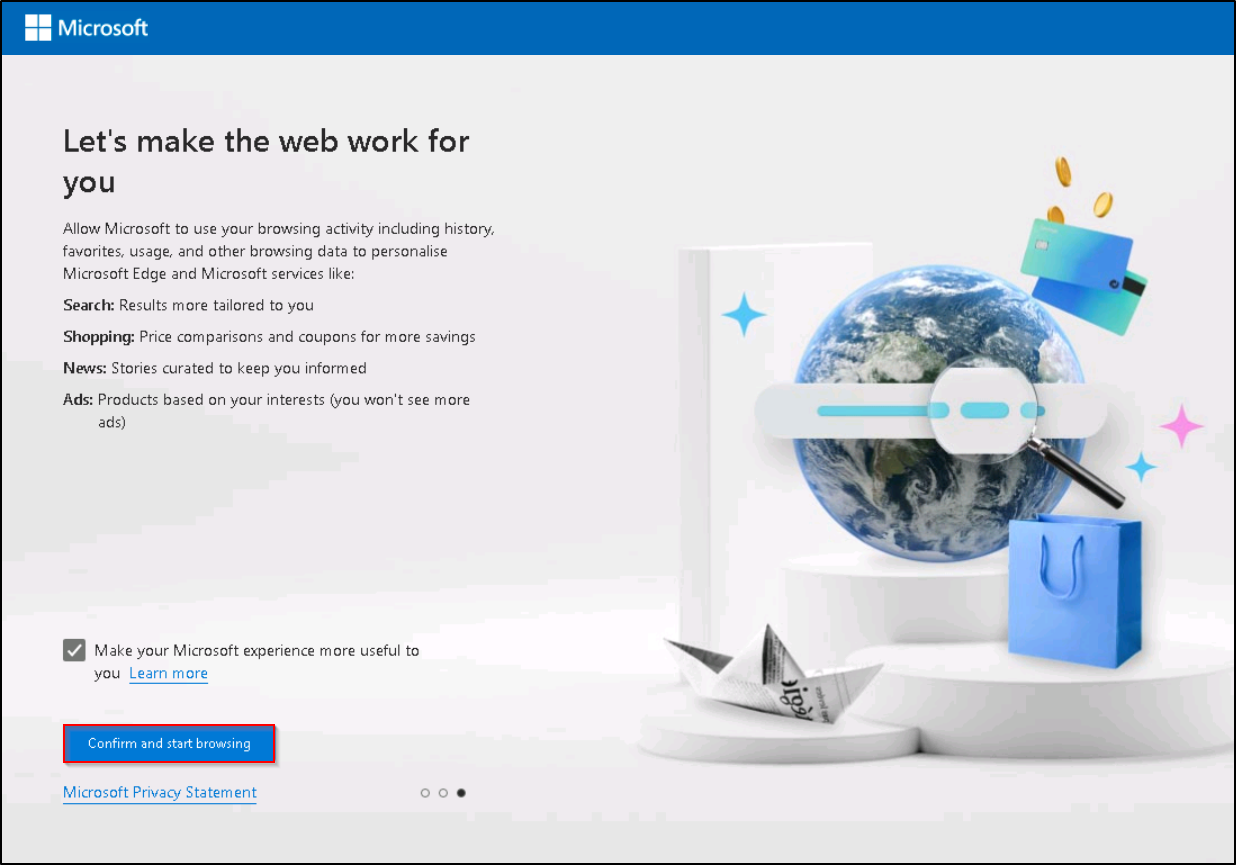 Microsoft
Let's make the web work for
you
Allow Microsoft to use your browsing activity including history,
favorites, usage, and other browsing data to personalise
Microsoft Edge and Microsoft services like:
Search: Results more tailored to you
Shopping: Price comparisons and coupons for more savings
News: Stories curated to keep you informed
Ads: Products based on your interests (you won't see more
ads)
Make your Microsoft experience more useful to
you Learn more
Confirm and start browsing
Microsoft Privacy Statement